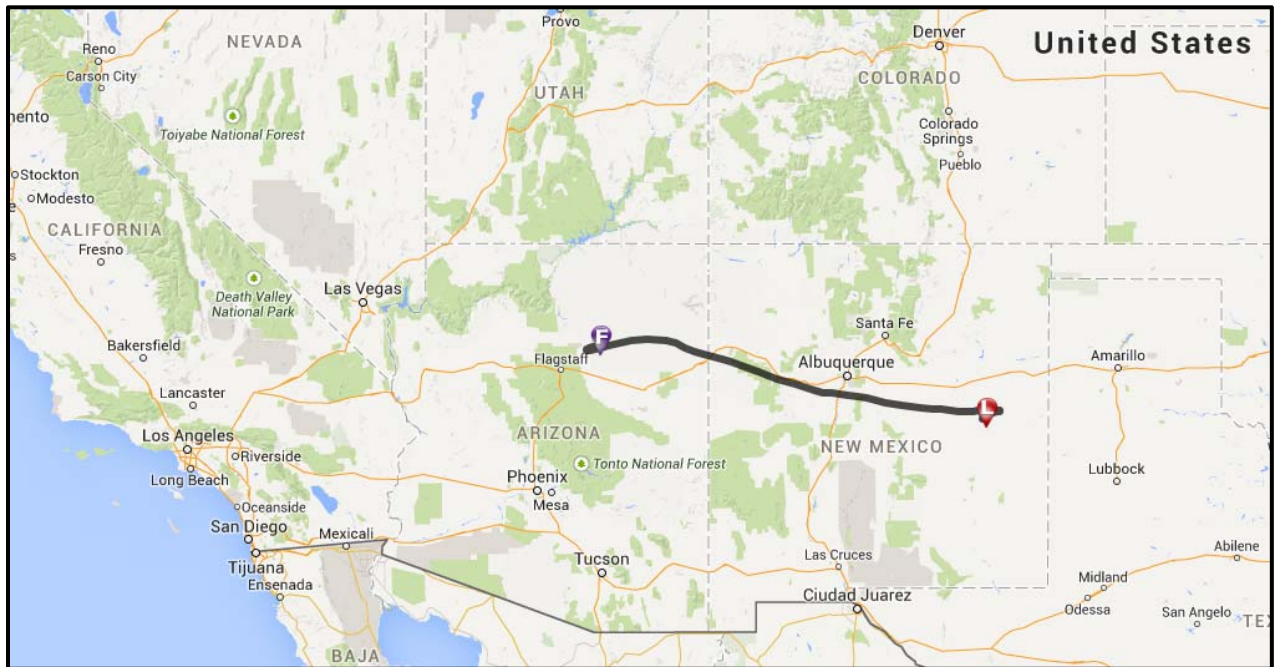 Provo
Denver
United States
Reno
NEVADA
Carson City
COLORADO
UTAH
mento
Toiyabe National Forest
Colorado
Springs
Pueblo
Stockton
Modesto
e
CALIFORNIA
Fresno
s
Death Valley
National Park
Las Vegas
Santa Fe
F
Bakersfield
Flagstaff
Albuquerque
Amarillo
Lancaster
L
Los Angeles
Riverside
ARIZONA
NEW MEXICO
Long Beach
Tonto National Forest
Lubbock
Phoenix
Mesa
Oceanside
San Diego
Mexicali
Tijuana
Tucson
Las Cruces
Abilene
Ensenada
Midland
Ciudad Juarez
Odessa
San Angelo
TEX
BAJA